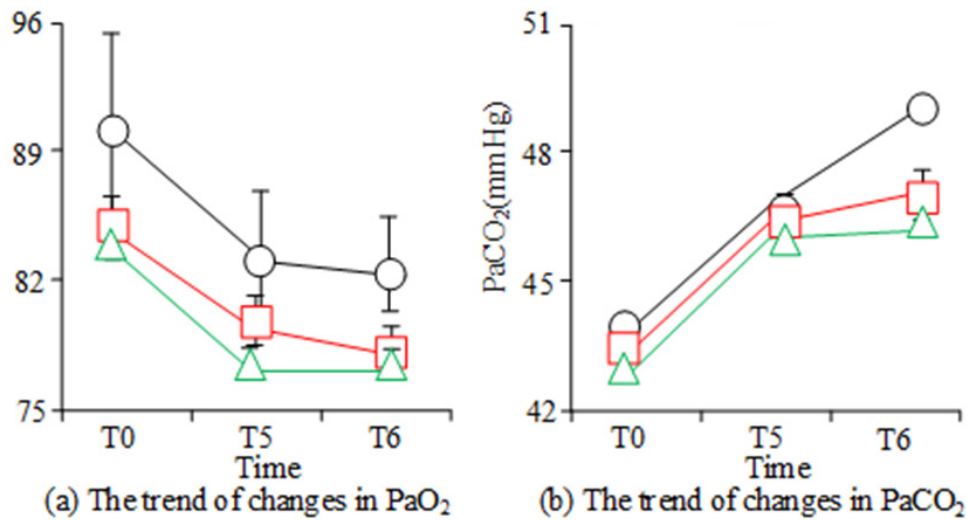 96
89
82
75
T0 T5 T6
Time
(a) The trend of changes in PaO₂
PaCO₂(mmHg)
51
48
45
42
T0 T5 T6
Time
(b) The trend of changes in PaCO₂